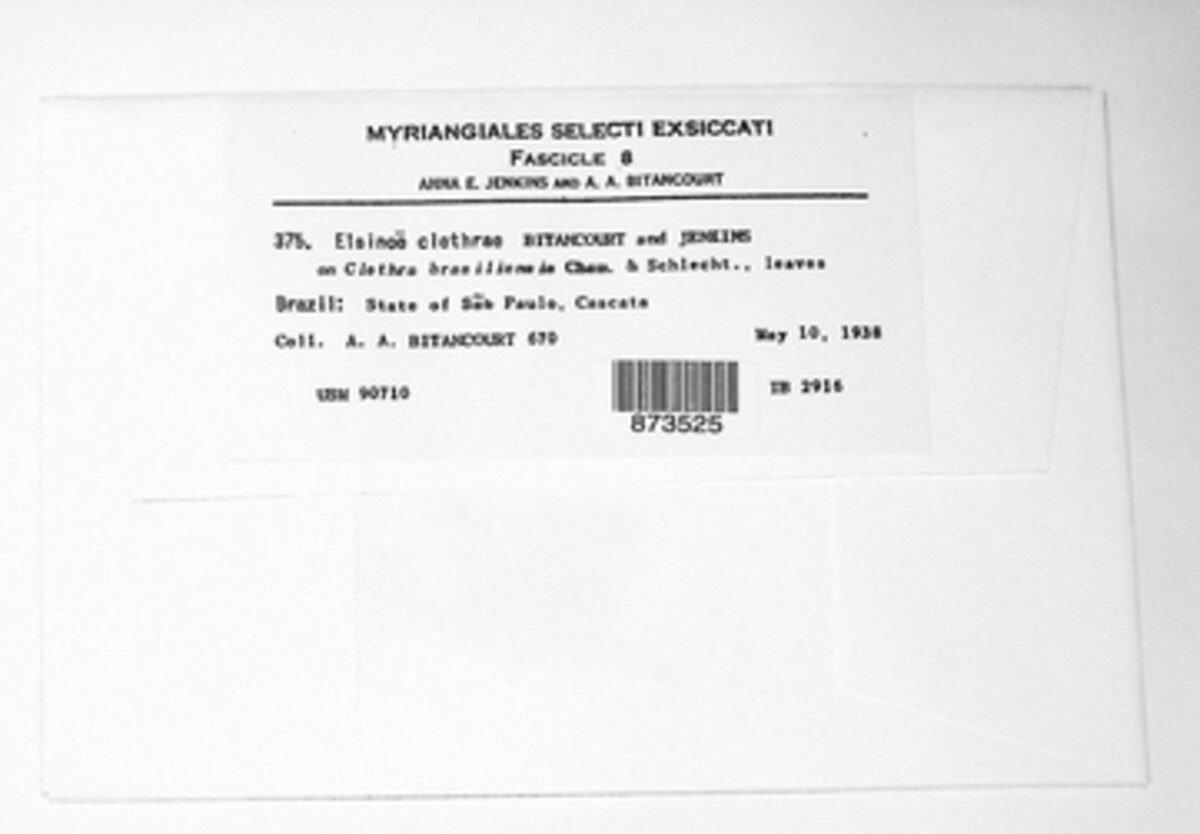 MYRIANGIALES SELECTI EXSICCATI
FASCICLE 8
ANNA E. JENKINS AND A. A. BITANCOURT
375. Elsinoë clethrae BITANCOURT and JENKINS
on Clethra brasiliensis Cham. & Schlecht., leaves
Brazil: State of São Paulo, Cascata
Coll. A. A. BITANCOURT 670 May 10, 1938
USM 90710 IB 2916
873525